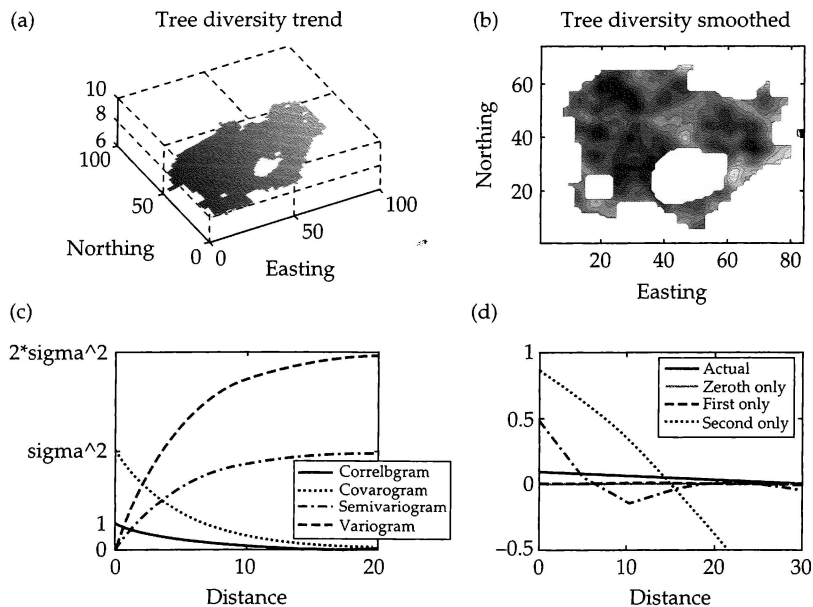 (a)
Tree diversity trend
10
8
6
100
50
0
0
50
100
Northing
Easting
(b)
Tree diversity smoothed
60
40
20
20
40
60
80
Northing
Easting
(c)
2*sigma^2
sigma^2
1
0
0
10
20
Distance
Correlbgram
Covarogram
Semivariogram
Variogram
(d)
1
0.5
0
−0.5
0
10
20
30
Distance
Actual
Zeroth only
First only
Second only